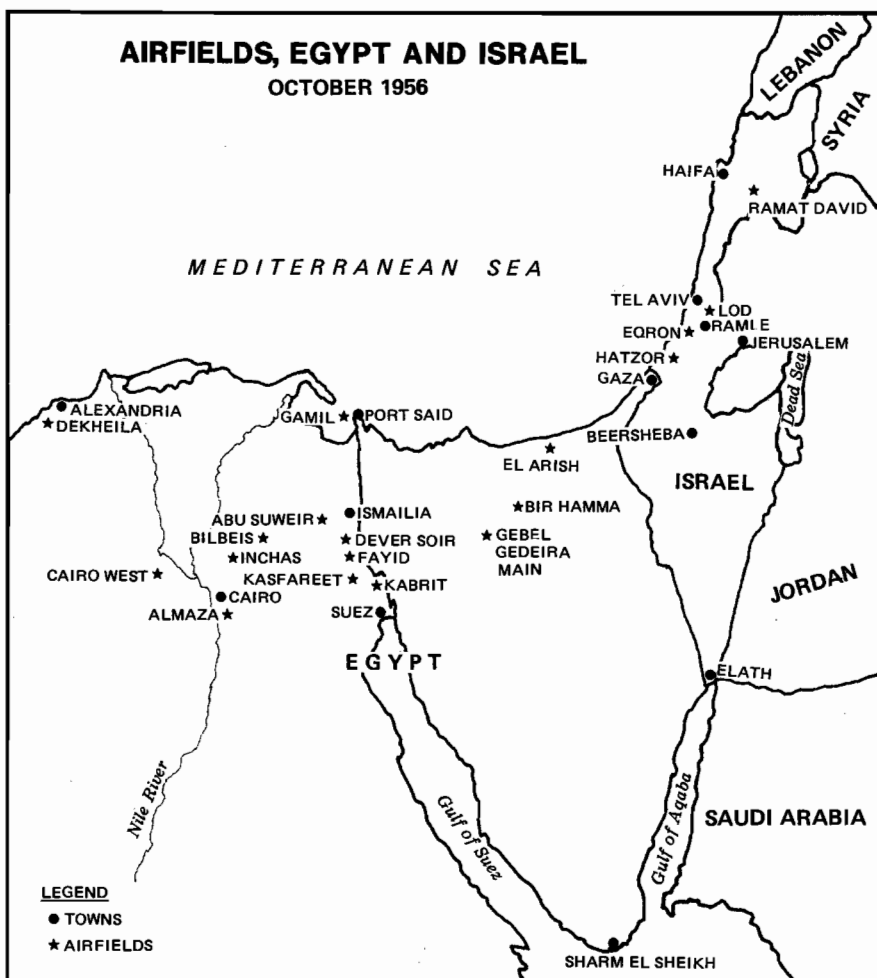 AIRFIELDS, EGYPT AND ISRAEL
OCTOBER 1956
LEBANON
SYRIA
HAIFA
RAMAT DAVID
MEDITERRANEAN SEA
TEL AVIV
LOD
RAMLE
EQRON
JERUSALEM
HATZOR
GAZA
Dead Sea
ALEXANDRIA
DEKHEILA
GAMIL
PORT SAID
BEERSHEBA
EL ARISH
ISRAEL
BIR HAMMA
ABU SUWEIR
ISMAILIA
BILBEIS
DEVER SOIR
GEBEL
GEDEIRA
MAIN
INCHAS
FAYID
CAIRO WEST
KASFAREET
KABRIT
JORDAN
CAIRO
ALMAZA
SUEZ
EGYPT
ELATH
Nile River
Gulf of Suez
Gulf of Aqaba
SAUDI ARABIA
LEGEND
TOWNS
AIRFIELDS
SHARM EL SHEIKH